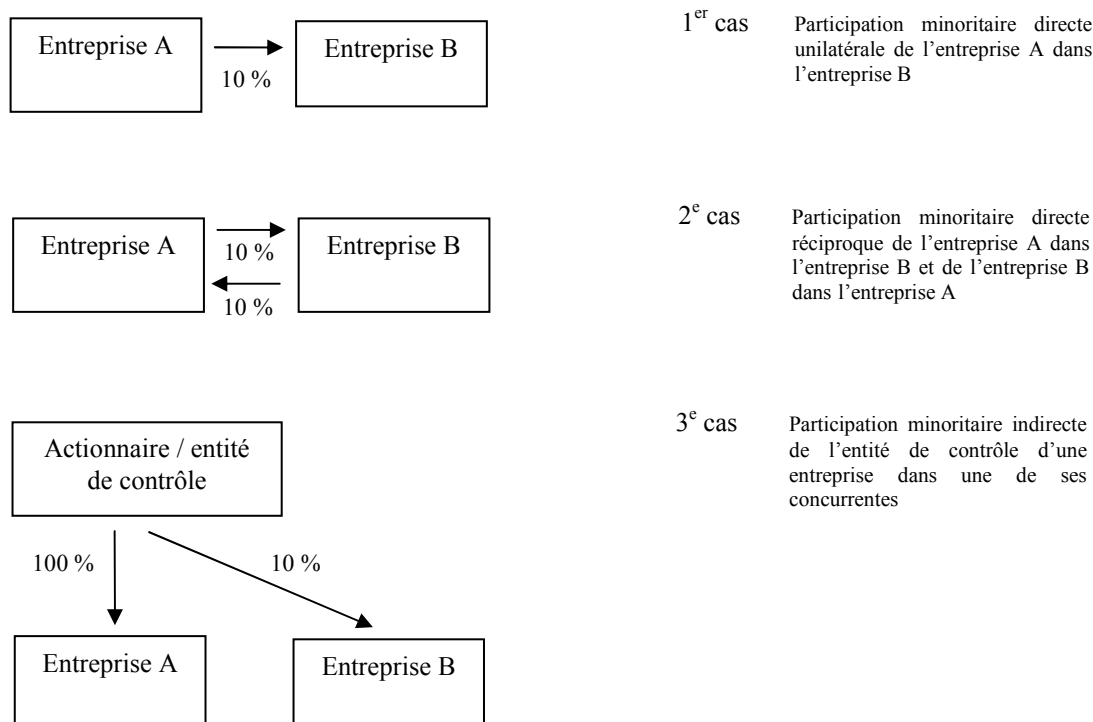 Entreprise A
10 %
Entreprise B
1er cas
Participation minoritaire directe
unilatérale de l’entreprise A dans
l’entreprise B
Entreprise A
10 %
10 %
Entreprise B
2e cas
Participation minoritaire directe
réciproque de l’entreprise A dans
l’entreprise B et de l’entreprise B
dans l’entreprise A
Actionnaire / entité
de contrôle
3e cas
Participation minoritaire indirecte
de l’entité de contrôle d’une
entreprise dans une de ses
concurrentes
100 %
10 %
Entreprise A
Entreprise B